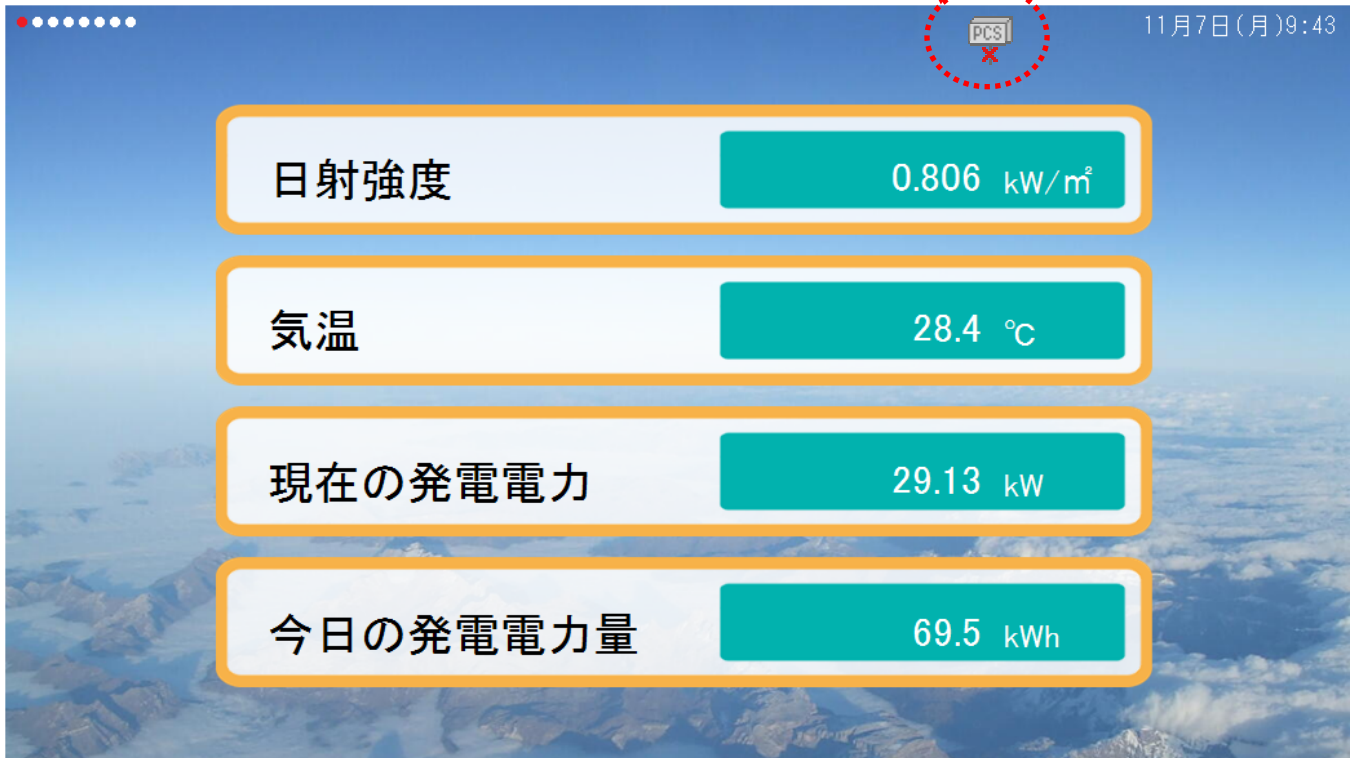 PCS
11月7日(月)9:43
日射強度 0.806 kW/㎡
気温 28.4 ℃
現在の発電電力 29.13 kW
今日の発電電力量 69.5 kWh